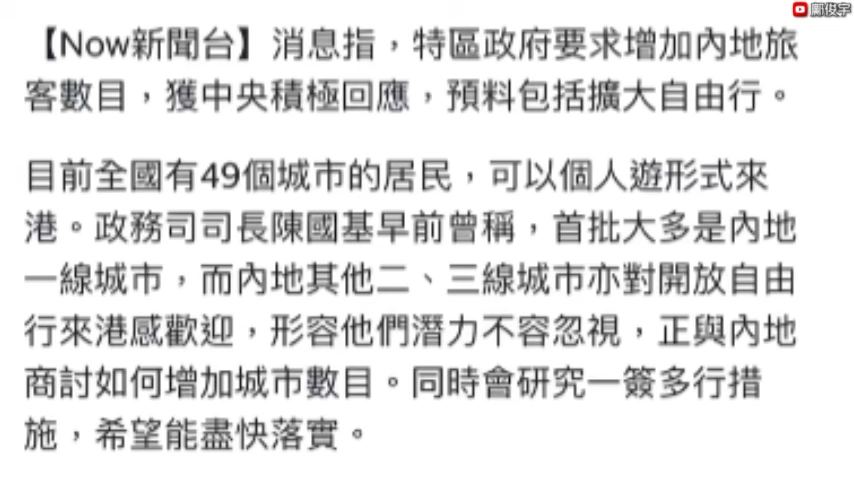 鄺俊宇
【Now新聞台】消息指，特區政府要求增加內地旅
客數目，獲中央積極回應，預料包括擴大自由行。
目前全國有49個城市的居民，可以個人遊形式來
港。政務司司長陳國基早前曾稱，首批大多是內地
一線城市，而內地其他二、三線城市亦對開放自由
行來港感歡迎，形容他們潛力不容忽視，正與內地
商討如何增加城市數目。同時會研究一簽多行措
施，希望能盡快落實。